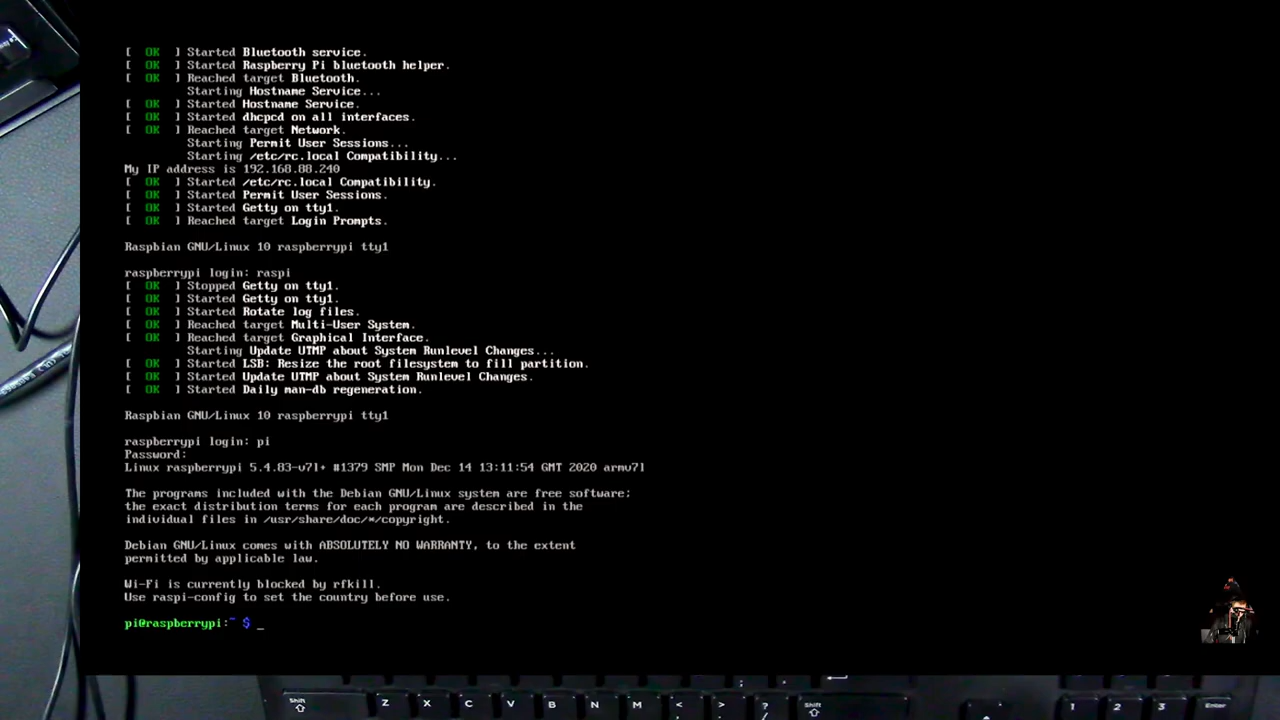 [  OK  ] Started Bluetooth service.
[  OK  ] Started Raspberry Pi bluetooth helper.
[  OK  ] Reached target Bluetooth.
Starting Hostname Service...
[  OK  ] Started Hostname Service.
[  OK  ] Started dhcpcd on all interfaces.
[  OK  ] Reached target Network.
Starting Permit User Sessions...
Starting /etc/rc.local Compatibility...
My IP address is 192.168.88.240
[  OK  ] Started /etc/rc.local Compatibility.
[  OK  ] Started Permit User Sessions.
[  OK  ] Started Getty on tty1.
[  OK  ] Reached target Login Prompts.
Raspbian GNU/Linux 10 raspberrypi tty1
raspberrypi login: raspi
[  OK  ] Stopped Getty on tty1.
[  OK  ] Started Getty on tty1.
[  OK  ] Started Rotate log files.
[  OK  ] Reached target Multi-User System.
[  OK  ] Reached target Graphical Interface.
Starting Update UTMP about System Runlevel Changes...
[  OK  ] Started LSB: Resize the root filesystem to fill partition.
[  OK  ] Started Update UTMP about System Runlevel Changes.
[  OK  ] Started Daily man-db regeneration.
Raspbian GNU/Linux 10 raspberrypi tty1
raspberrypi login: pi
Password:
Linux raspberrypi 5.4.83-v7l+ #1379 SMP Mon Dec 14 13:11:54 GMT 2020 armv7l
The programs included with the Debian GNU/Linux system are free software;
the exact distribution terms for each program are described in the
individual files in /usr/share/doc/*/copyright.
Debian GNU/Linux comes with ABSOLUTELY NO WARRANTY, to the extent
permitted by applicable law.
Wi-Fi is currently blocked by rfkill.
Use raspi-config to set the country before use.
pi@raspberrypi:~ $ _
Shift Z X C V B N M < > ? Shift 1 2 3 Enter
, . /